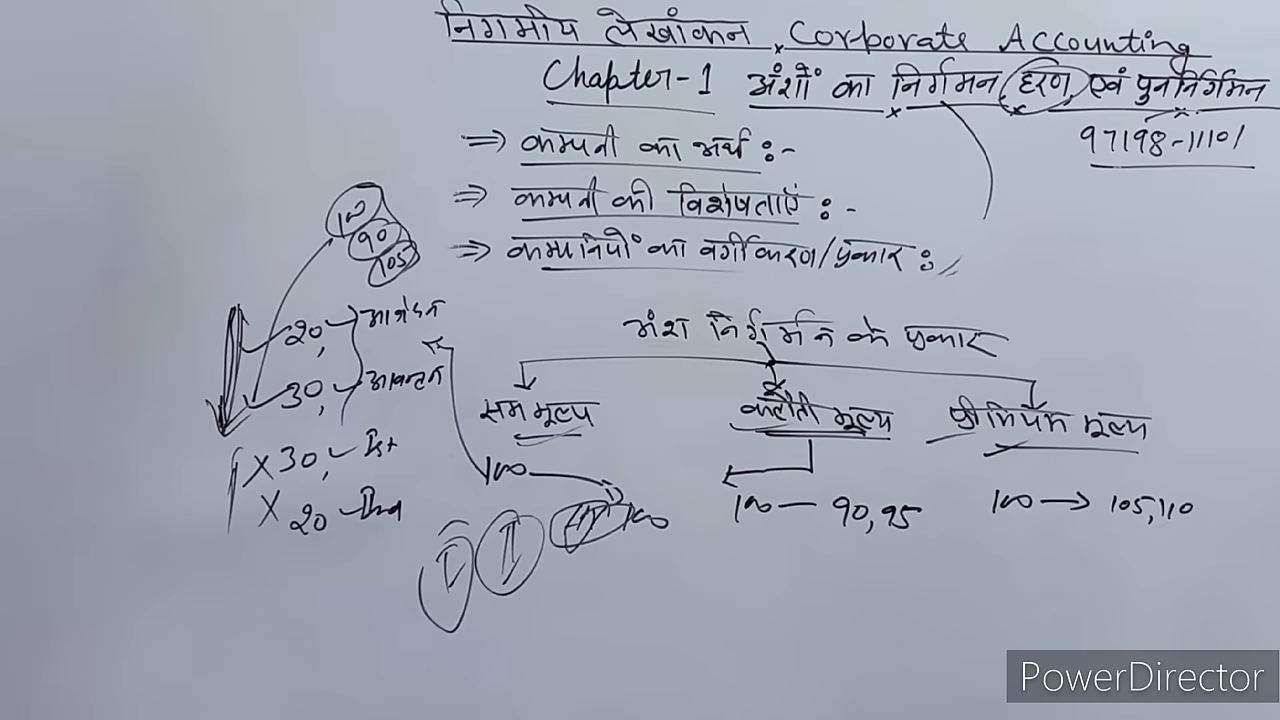 निगमीय लेखांकन Corporate Accounting
Chapter-1 अंशों का निर्गमन, हरण, एवं पुनर्निर्गमन
97198-11101
⇒ कम्पनी का अर्थ :-
⇒ कम्पनी की विशेषताएं :-
⇒ कम्पनियों का वर्गीकरण/प्रकार :
100
90
105
20, आवेदन
30, आवन्टन
X 30,
X 20
अंश निर्गमन के प्रकार
सम मूल्य
कटौती मूल्य
प्रीमियम मूल्य
100 → 100
100 — 90, 95
100 → 105, 110
I II III
PowerDirector